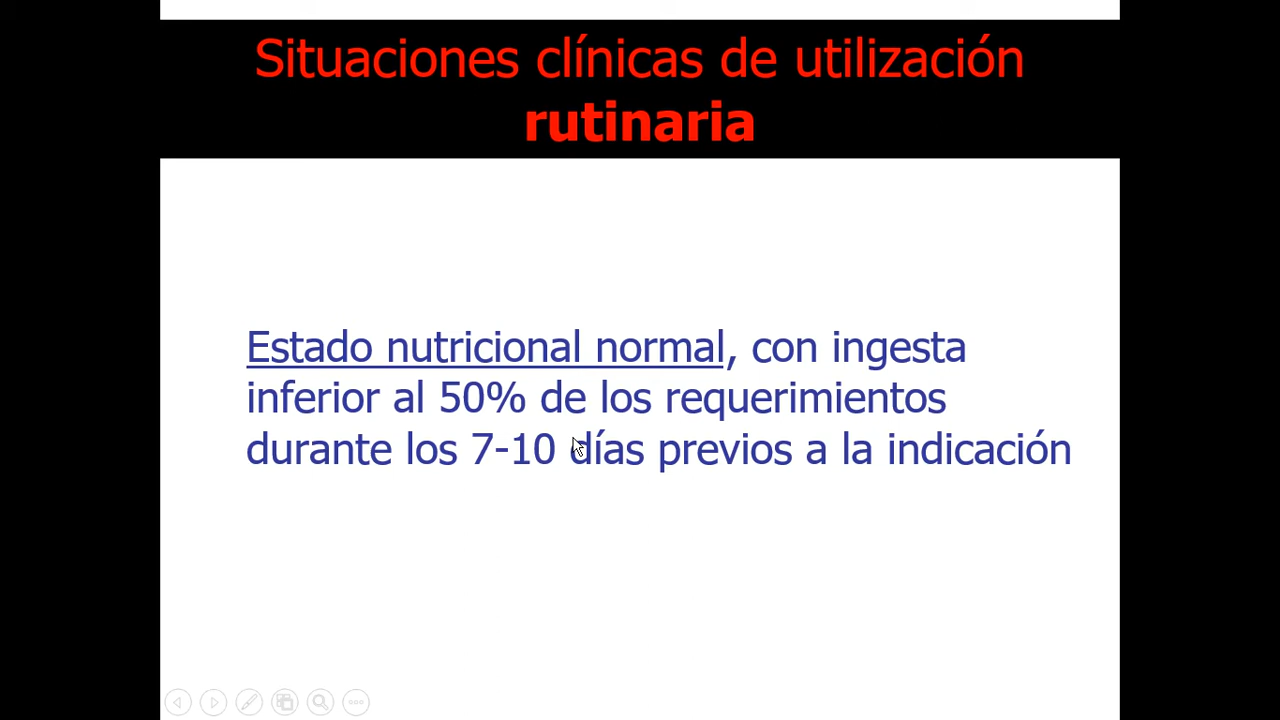 Situaciones clínicas de utilización
rutinaria
Estado nutricional normal, con ingesta
inferior al 50% de los requerimientos
durante los 7-10 días previos a la indicación